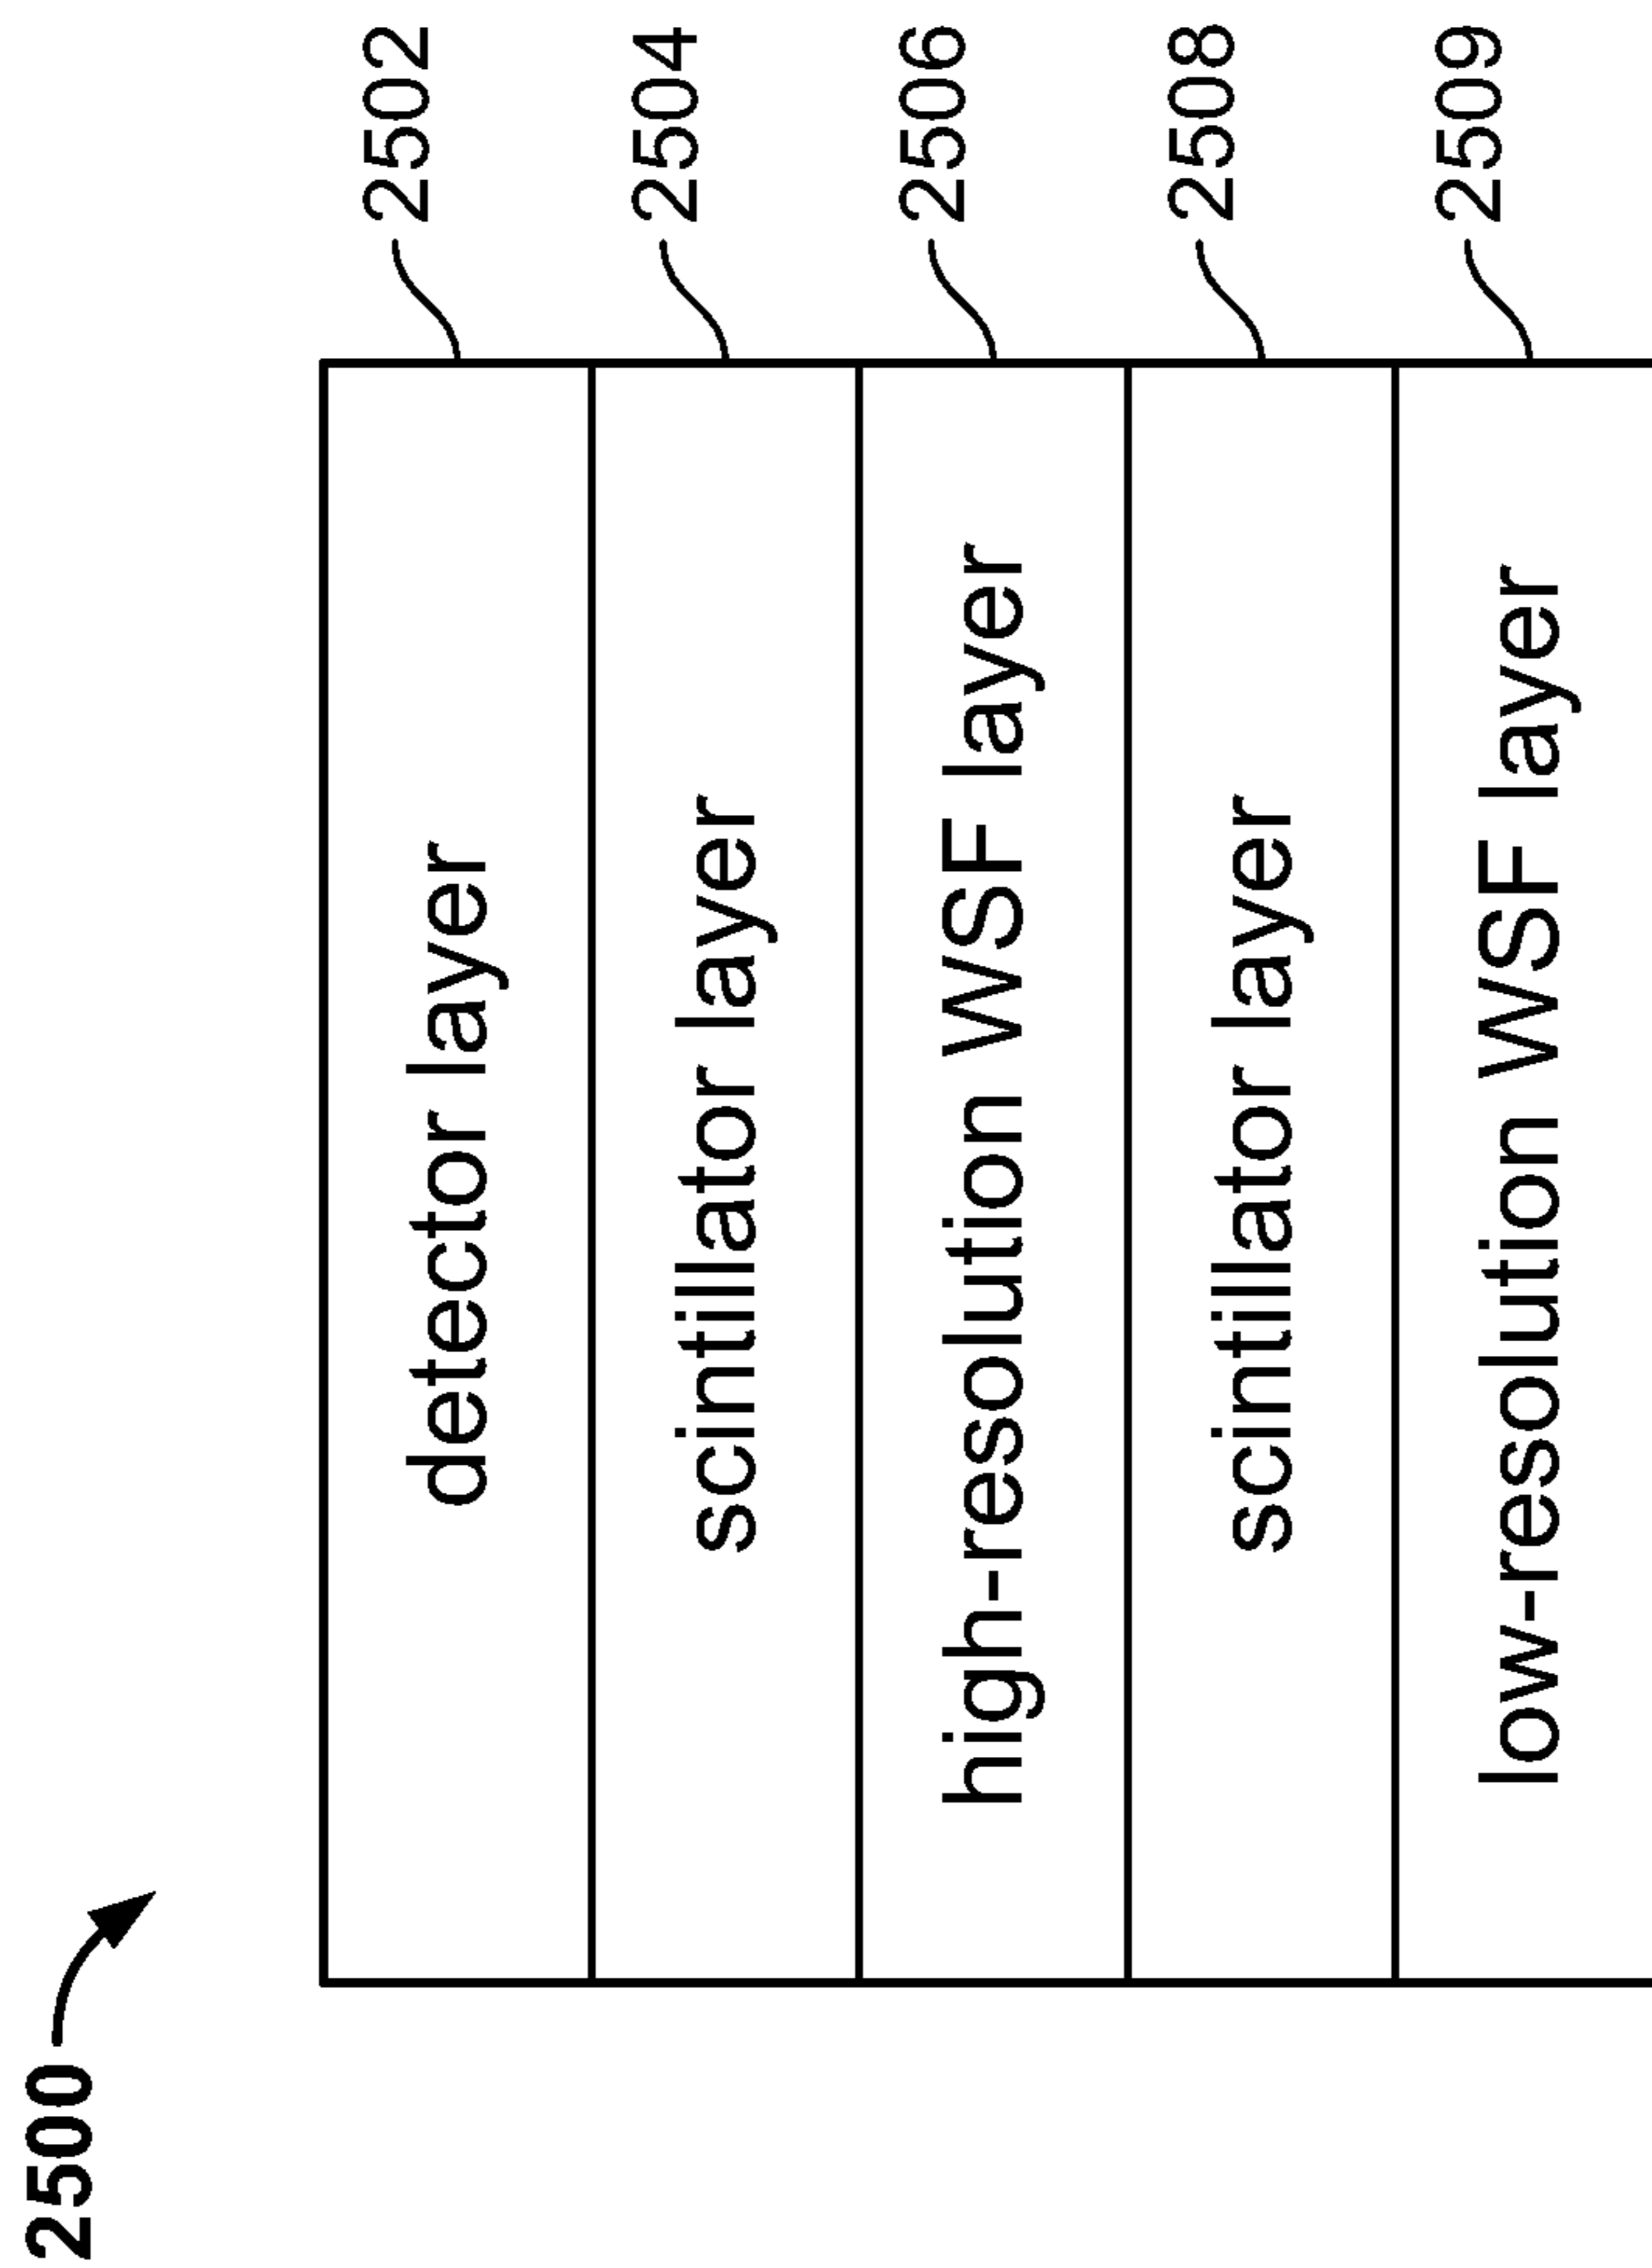 2500
detector layer
2502
scintillator layer
2504
high-resolution WSF layer
2506
scintillator layer
2508
low-resolution WSF layer
2509